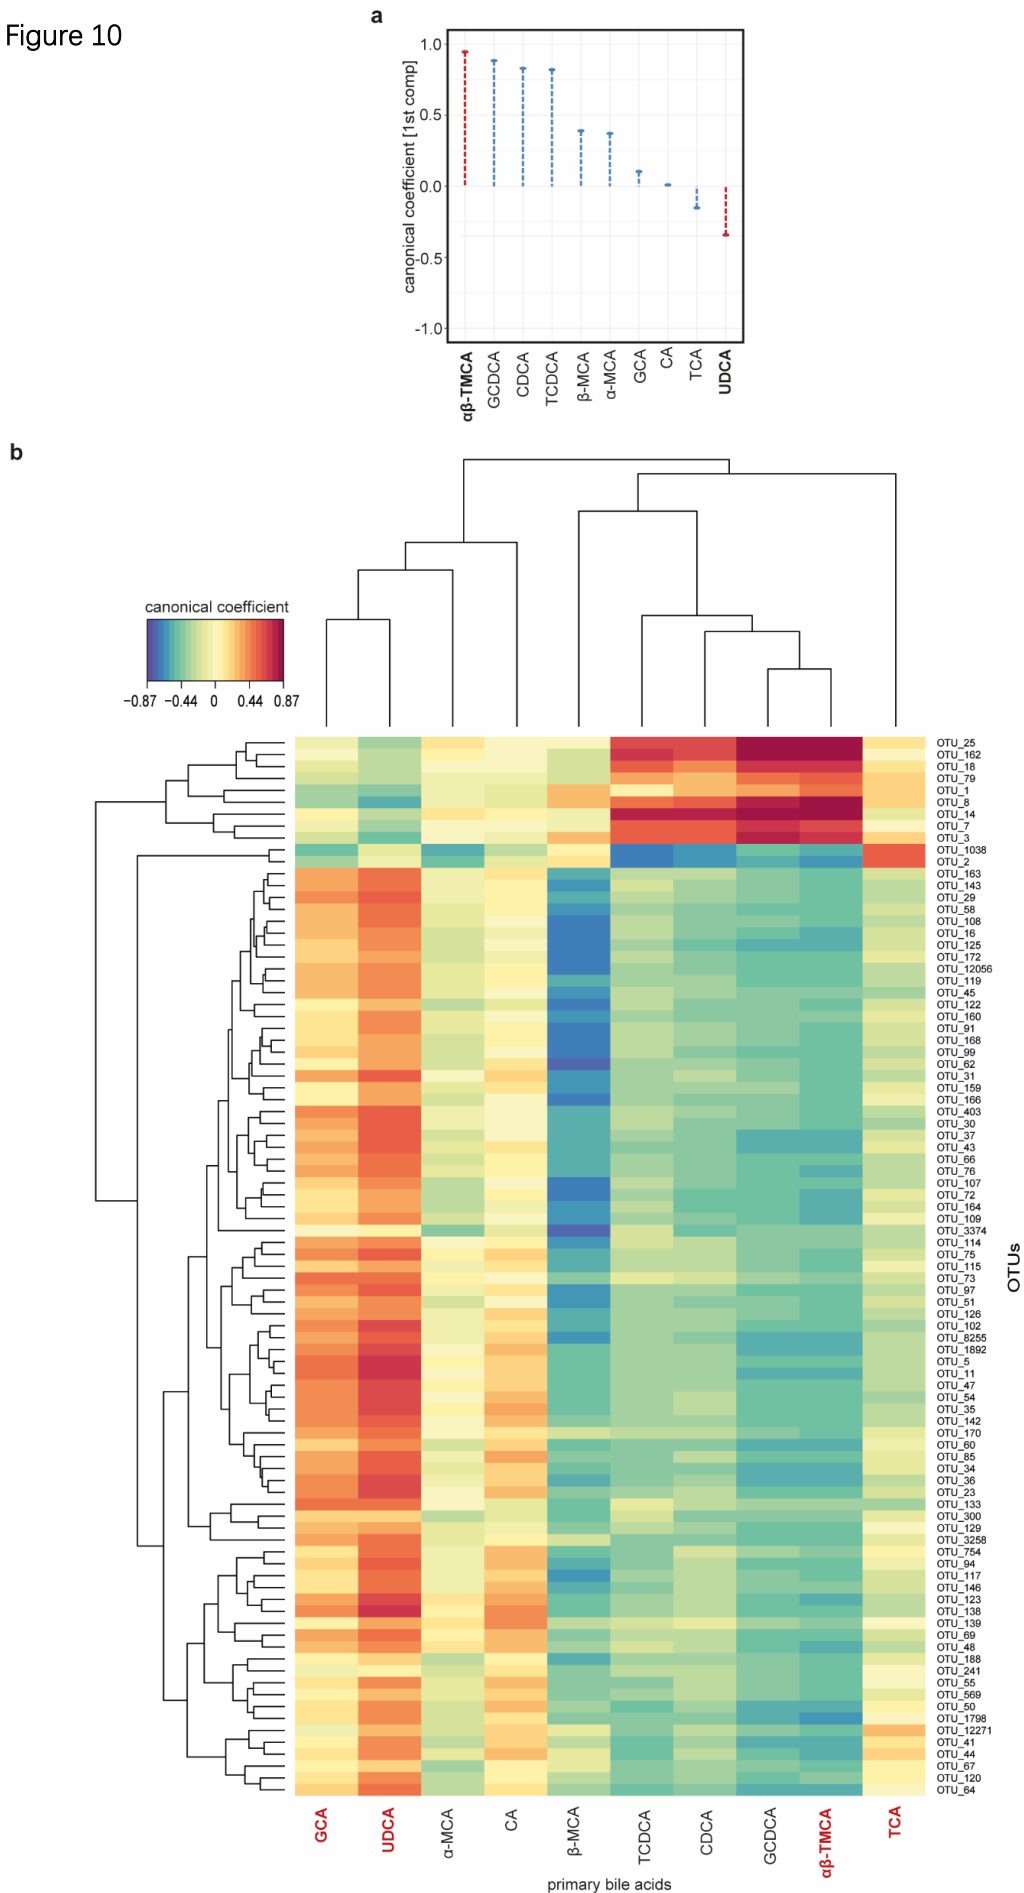 Figure 10
a
canonical coefficient [1st comp]
1.0
0.5
0.0
-0.5
-1.0
αβ-TMCA
GCDCA
CDCA
TCDCA
β-MCA
α-MCA
GCA
CA
TCA
UDCA
b
canonical coefficient
−0.87 −0.44 0 0.44 0.87
OTU_25
OTU_162
OTU_18
OTU_79
OTU_1
OTU_8
OTU_14
OTU_7
OTU_3
OTU_1038
OTU_2
OTU_163
OTU_143
OTU_29
OTU_58
OTU_108
OTU_16
OTU_125
OTU_172
OTU_12056
OTU_119
OTU_45
OTU_122
OTU_160
OTU_91
OTU_168
OTU_99
OTU_62
OTU_31
OTU_159
OTU_166
OTU_403
OTU_30
OTU_37
OTU_43
OTU_66
OTU_76
OTU_107
OTU_72
OTU_164
OTU_109
OTU_3374
OTU_114
OTU_75
OTU_115
OTU_73
OTU_97
OTU_51
OTU_126
OTU_102
OTU_8255
OTU_1892
OTU_5
OTU_11
OTU_47
OTU_54
OTU_35
OTU_142
OTU_170
OTU_60
OTU_85
OTU_34
OTU_36
OTU_23
OTU_133
OTU_300
OTU_129
OTU_3258
OTU_754
OTU_94
OTU_117
OTU_146
OTU_123
OTU_138
OTU_139
OTU_69
OTU_48
OTU_188
OTU_241
OTU_55
OTU_569
OTU_50
OTU_1798
OTU_12271
OTU_41
OTU_44
OTU_67
OTU_120
OTU_64
OTUs
GCA
UDCA
α-MCA
CA
β-MCA
TCDCA
CDCA
GCDCA
αβ-TMCA
TCA
primary bile acids